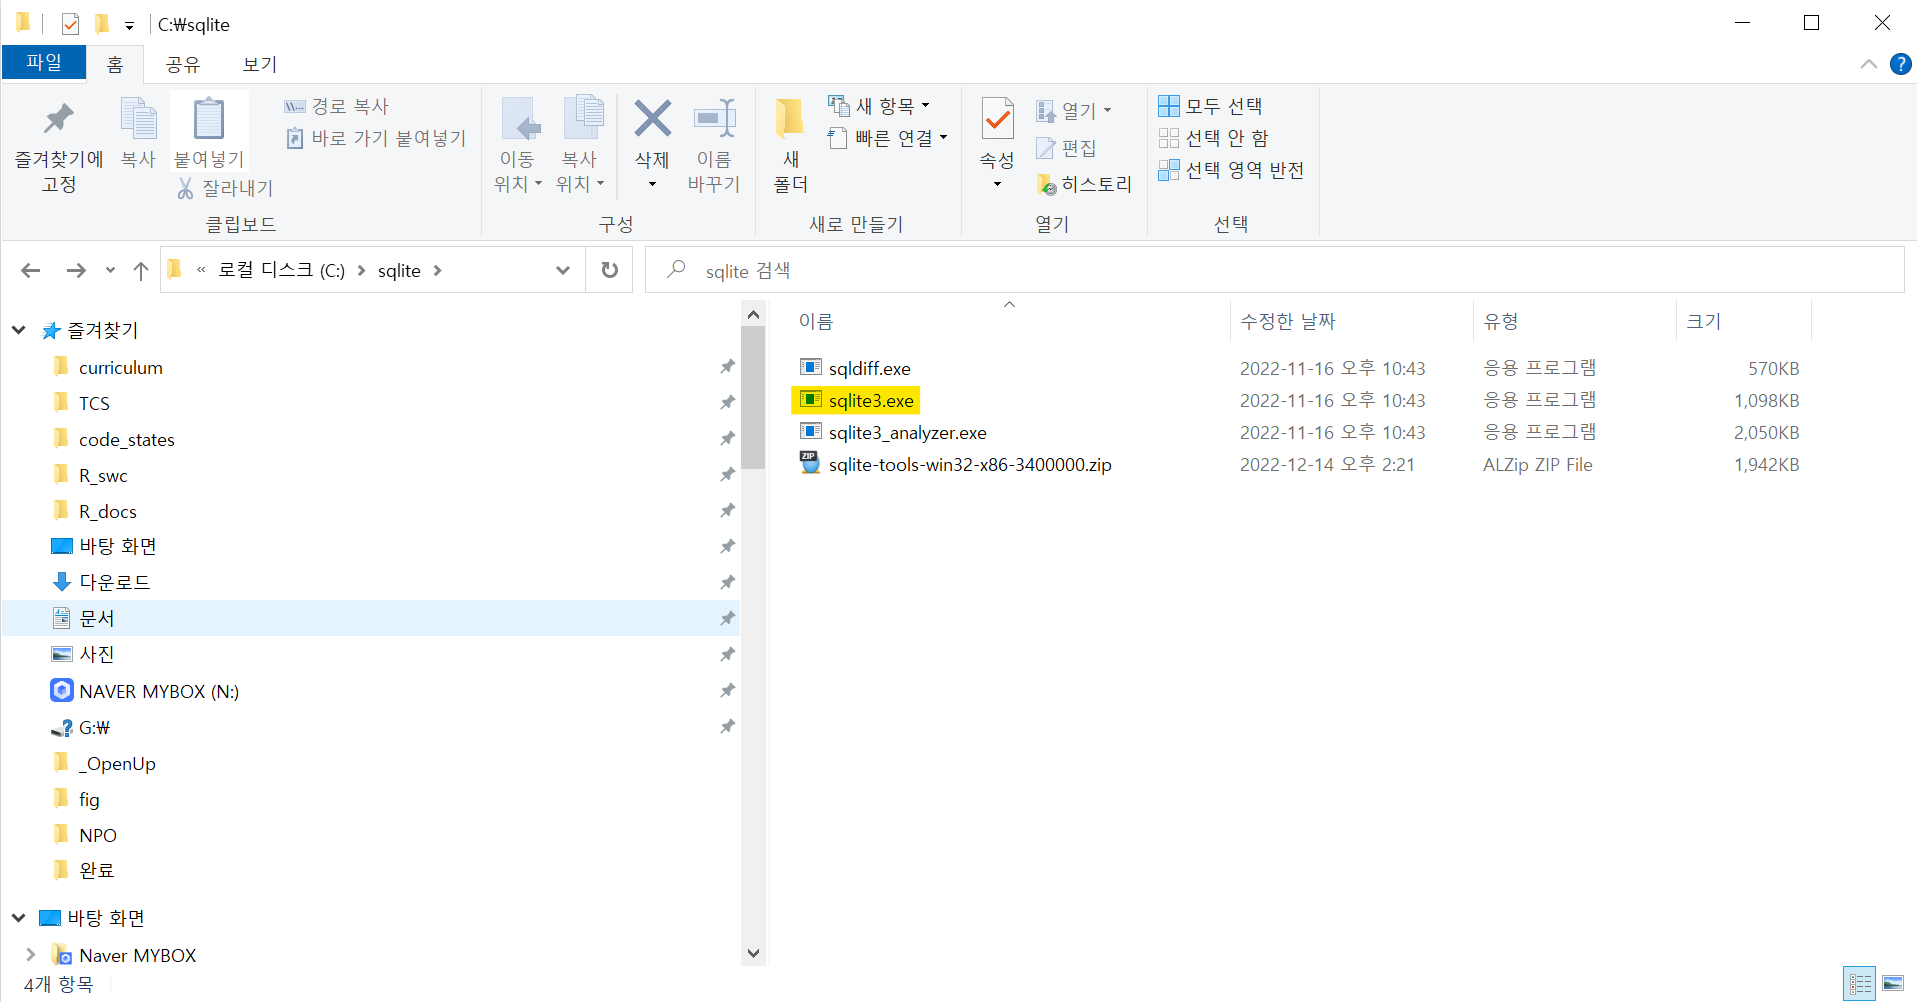 C:₩sqlite
파일 홈 공유 보기
즐겨찾기에 고정
복사
붙여넣기
경로 복사
바로 가기 붙여넣기
잘라내기
클립보드
이동 위치
복사 위치
삭제
이름 바꾸기
구성
새 폴더
새 항목
빠른 연결
새로 만들기
속성
열기
편집
히스토리
열기
모두 선택
선택 안 함
선택 영역 반전
선택
« 로컬 디스크 (C:) > sqlite >
sqlite 검색
즐겨찾기
curriculum
TCS
code_states
R_swc
R_docs
바탕 화면
다운로드
문서
사진
NAVER MYBOX (N:)
G:₩
_OpenUp
fig
NPO
완료
바탕 화면
Naver MYBOX
이름 수정한 날짜 유형 크기
sqldiff.exe 2022-11-16 오후 10:43 응용 프로그램 570KB
sqlite3.exe 2022-11-16 오후 10:43 응용 프로그램 1,098KB
sqlite3_analyzer.exe 2022-11-16 오후 10:43 응용 프로그램 2,050KB
ZIP sqlite-tools-win32-x86-3400000.zip 2022-12-14 오후 2:21 ALZip ZIP File 1,942KB
4개 항목